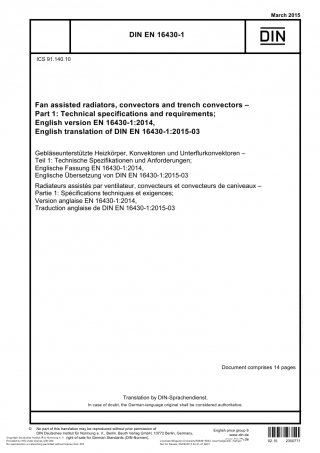 March 2015
DIN EN 16430-1
DIN
ICS 91.140.10
Fan assisted radiators, convectors and trench convectors –
Part 1: Technical specifications and requirements;
English version EN 16430-1:2014,
English translation of DIN EN 16430-1:2015-03
Gebläseunterstützte Heizkörper, Konvektoren und Unterflurkonvektoren –
Teil 1: Technische Spezifikationen und Anforderungen;
Englische Fassung EN 16430-1:2014,
Englische Übersetzung von DIN EN 16430-1:2015-03
Radiateurs assistés par ventilateur, convecteurs et convecteurs de caniveaux –
Partie 1: Spécifications techniques et exigences;
Version anglaise EN 16430-1:2014,
Traduction anglaise de DIN EN 16430-1:2015-03
Document comprises 14 pages
Translation by DIN-Sprachendienst.
In case of doubt, the German-language original shall be considered authoritative.
No part of this translation may be reproduced without prior permission of
DIN Deutsches Institut für Normung e. V., Berlin. Beuth Verlag GmbH, 10772 Berlin, Germany,
right of sale for German Standards (DIN-Normen).
English price group 9
www.din.de